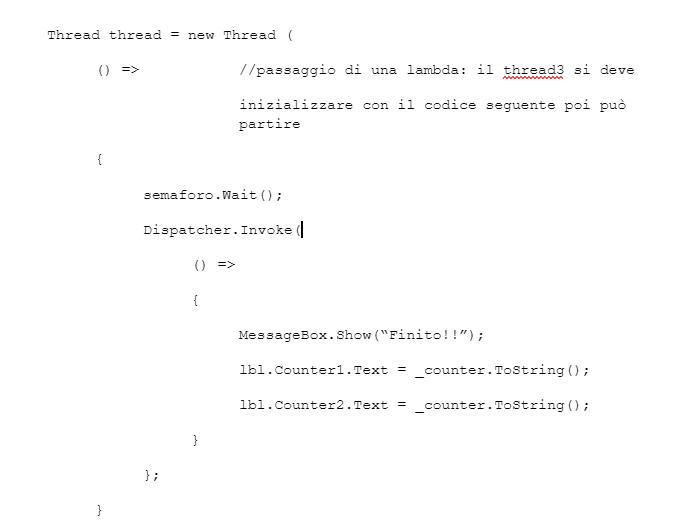 Thread thread = new Thread (
() => //passaggio di una lambda: il thread3 si deve
inizializzare con il codice seguente poi può
partire
{
semaforo.Wait();
Dispatcher.Invoke(
() =>
{
MessageBox.Show(“Finito!!”);
lbl.Counter1.Text = _counter.ToString();
lbl.Counter2.Text = _counter.ToString();
}
};
}